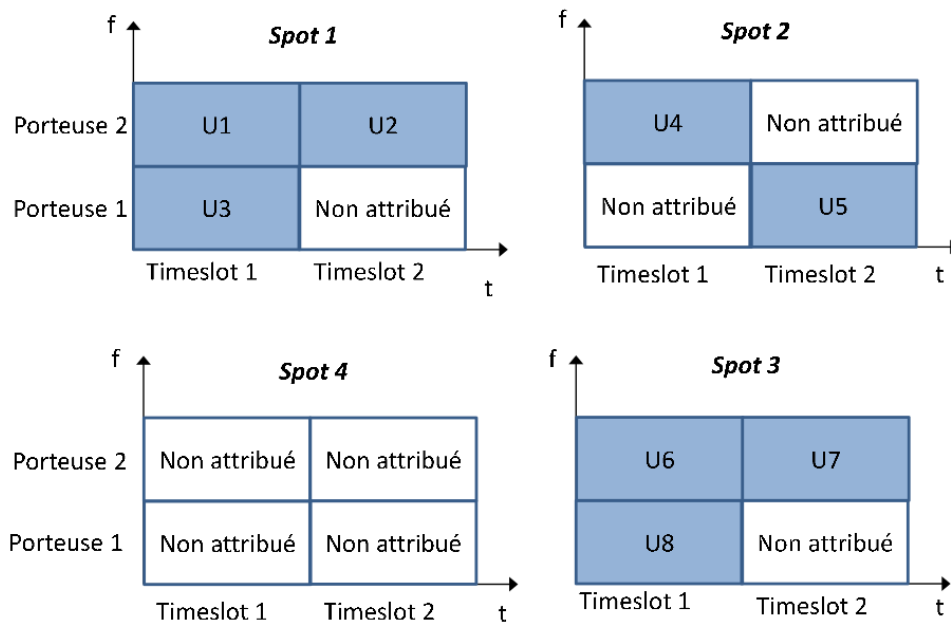 f
Spot 1
Porteuse 2
U1
U2
Porteuse 1
U3
Non attribué
Timeslot 1
Timeslot 2
t
f
Spot 2
U4
Non attribué
Non attribué
U5
Timeslot 1
Timeslot 2
t
f
Spot 4
Porteuse 2
Non attribué
Non attribué
Porteuse 1
Non attribué
Non attribué
Timeslot 1
Timeslot 2
t
f
Spot 3
U6
U7
U8
Non attribué
Timeslot 1
Timeslot 2
t